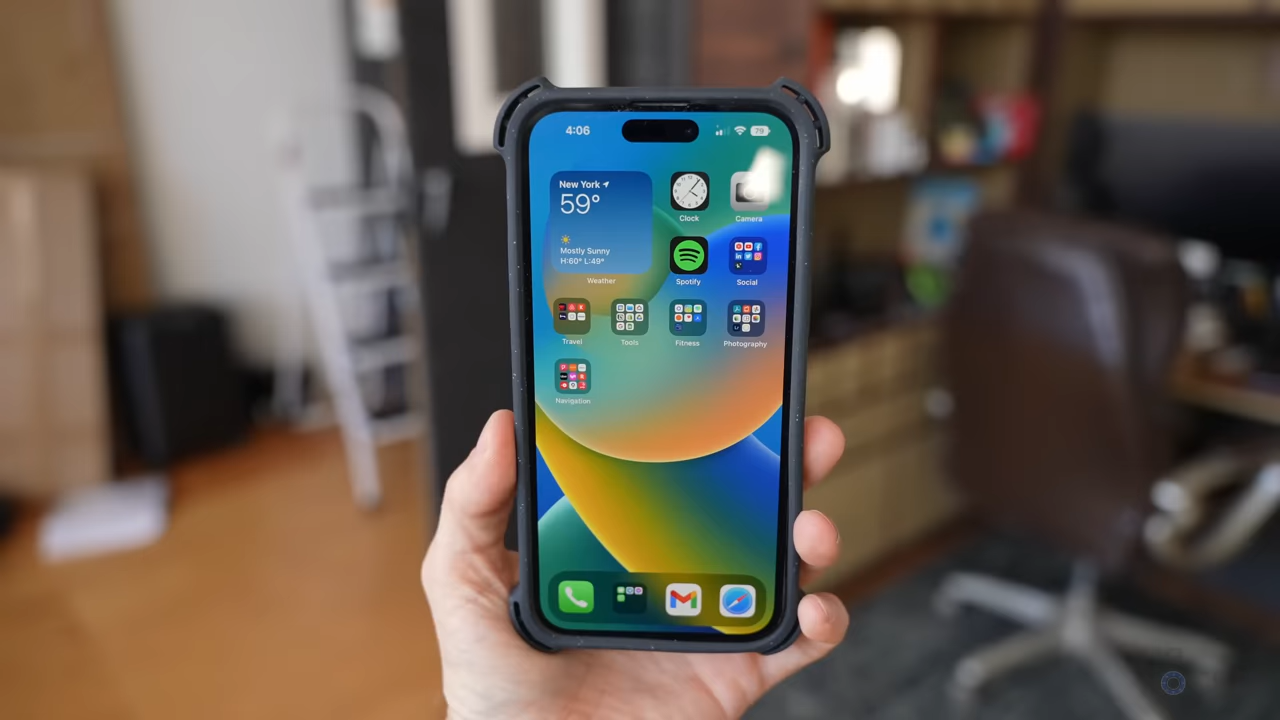 4:06
79
New York
59°
Mostly Sunny
H:60° L:49°
Weather
Clock
Camera
Spotify
Social
Travel
Tools
Fitness
Photography
Navigation